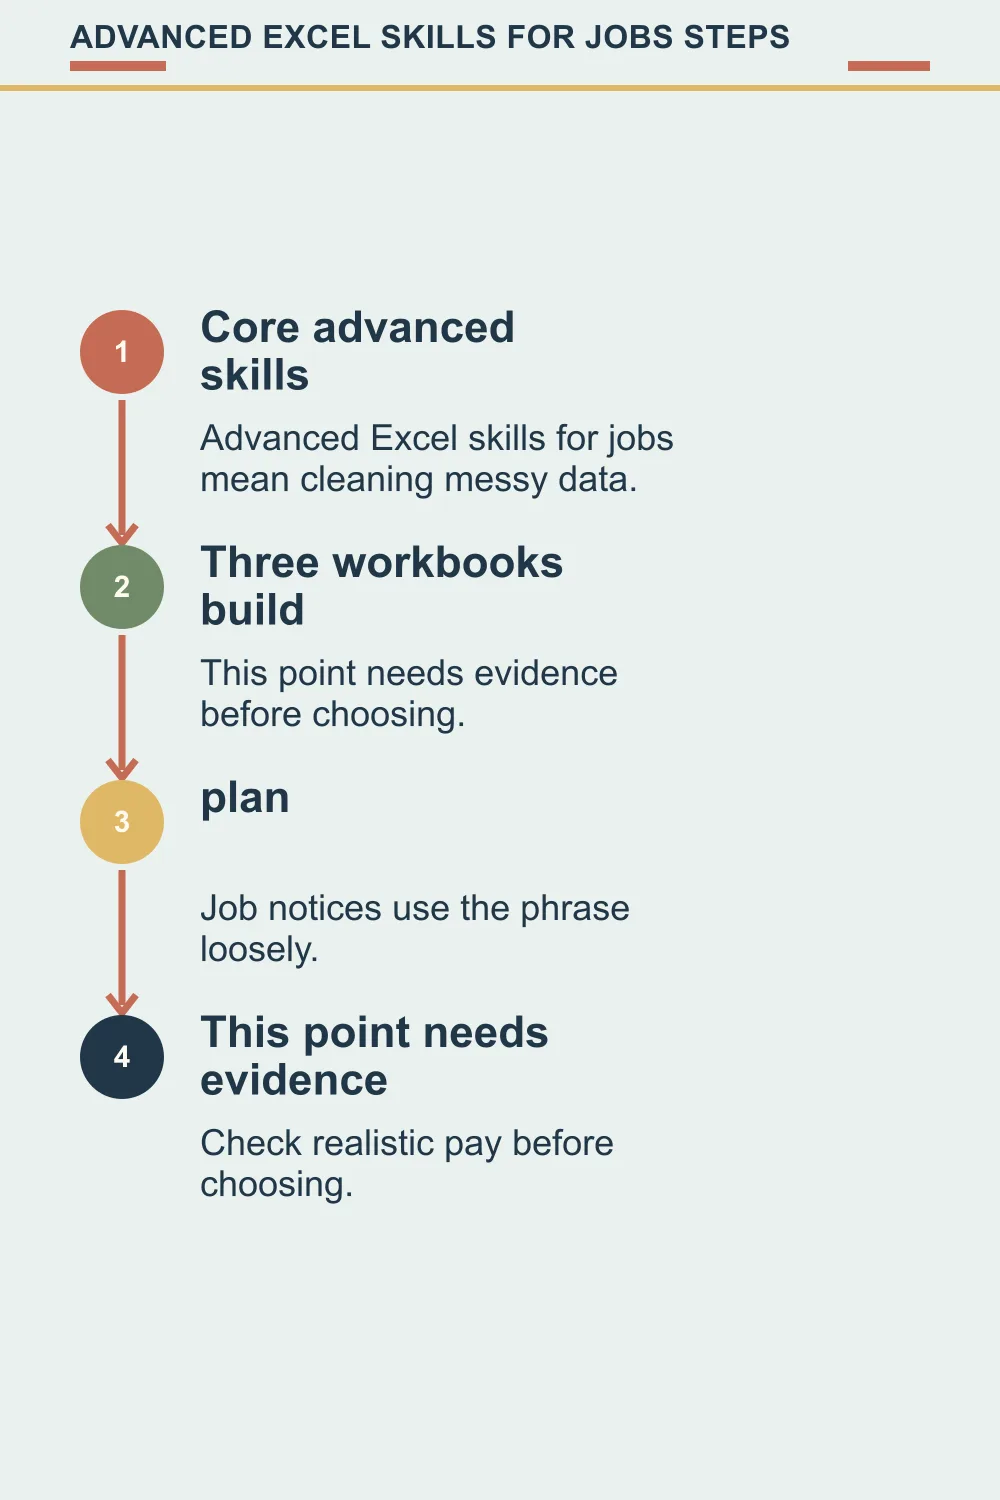 ADVANCED EXCEL SKILLS FOR JOBS STEPS
1
Core advanced
skills
Advanced Excel skills for jobs
mean cleaning messy data.
2
Three workbooks
build
This point needs evidence
before choosing.
3
plan
Job notices use the phrase
loosely.
4
This point needs
evidence
Check realistic pay before
choosing.